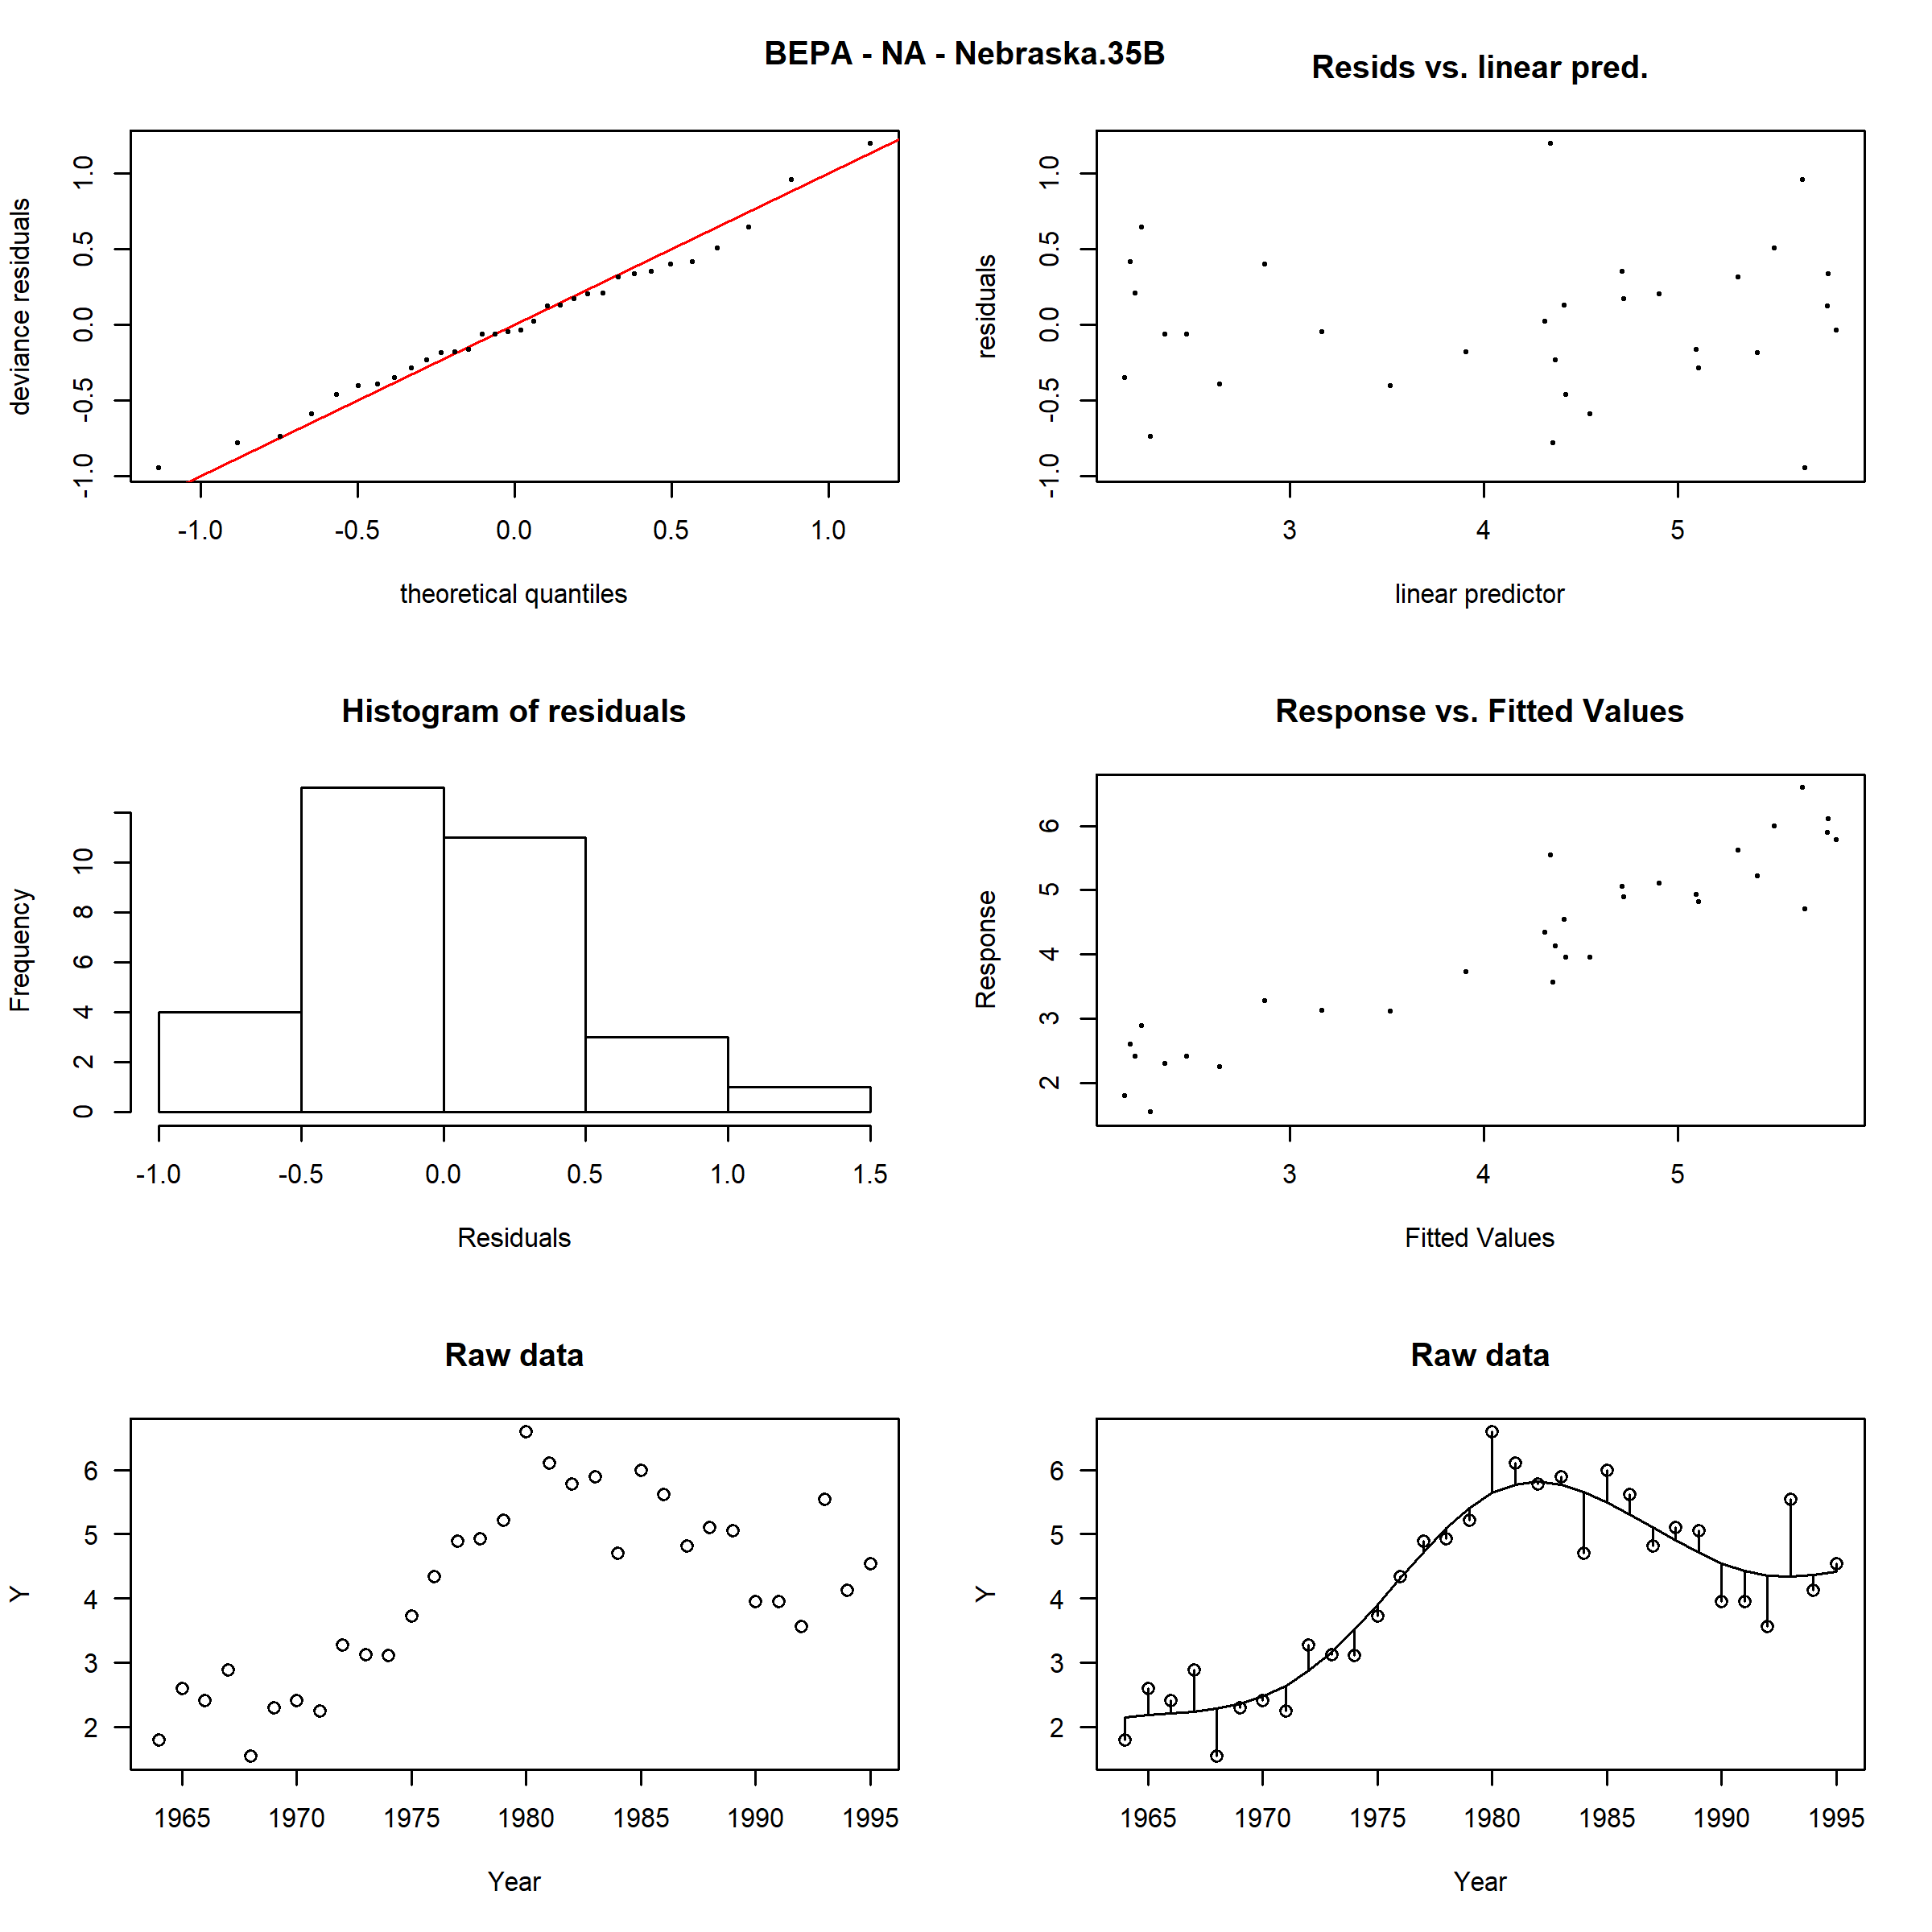 BEPA - NA - Nebraska.35B
Resids vs. linear pred.
deviance residuals
-1.0 -0.5 0.0 0.5 1.0
-1.0 -0.5 0.0 0.5 1.0
theoretical quantiles
residuals
-1.0 -0.5 0.0 0.5 1.0
3 4 5
linear predictor
Histogram of residuals
Frequency
0 2 4 6 8 10
-1.0 -0.5 0.0 0.5 1.0 1.5
Residuals
Response vs. Fitted Values
Response
2 3 4 5 6
3 4 5
Fitted Values
Raw data
Y
2 3 4 5 6
1965 1970 1975 1980 1985 1990 1995
Year
Raw data
Y
2 3 4 5 6
1965 1970 1975 1980 1985 1990 1995
Year